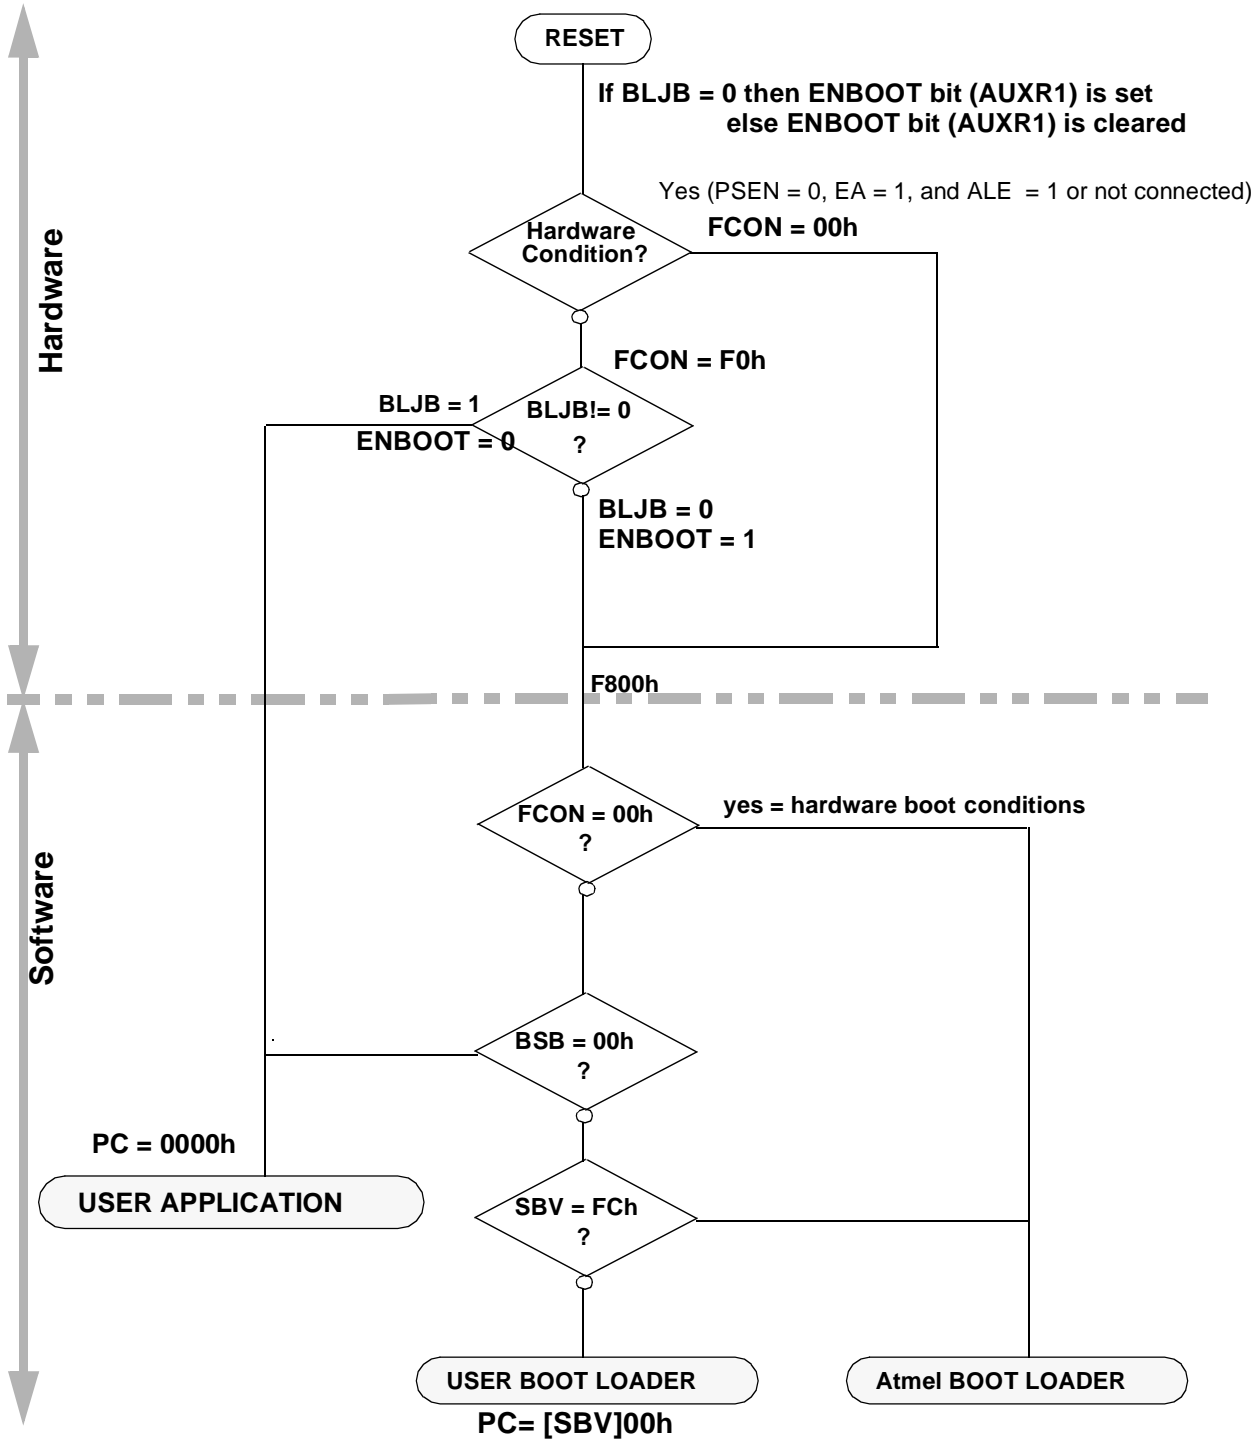 RESET
If BLJB = 0 then ENBOOT bit (AUXR1) is set
else ENBOOT bit (AUXR1) is cleared
Yes (PSEN = 0, EA = 1, and ALE = 1 or not connected)
FCON = 00h
Hardware
Condition?
Hardware
FCON = F0h
BLJB = 1
ENBOOT = 0
BLJB!= 0
?
BLJB = 0
ENBOOT = 1
F800h
FCON = 00h
?
yes = hardware boot conditions
Software
BSB = 00h
?
PC = 0000h
USER APPLICATION
SBV = FCh
?
USER BOOT LOADER
PC= [SBV]00h
Atmel BOOT LOADER